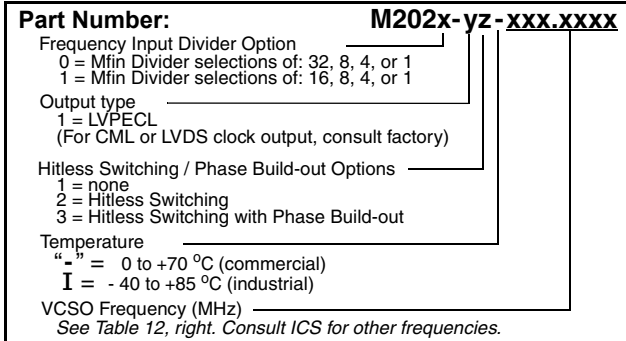 Part Number: M202x-yz-xxx.xxxx
Frequency Input Divider Option
0 = Mfin Divider selections of: 32, 8, 4, or 1
1 = Mfin Divider selections of: 16, 8, 4, or 1
Output type
1 = LVPECL
(For CML or LVDS clock output, consult factory)
Hitless Switching / Phase Build-out Options
1 = none
2 = Hitless Switching
3 = Hitless Switching with Phase Build-out
Temperature
“-” = 0 to +70 °C (commercial)
I = - 40 to +85 °C (industrial)
VCSO Frequency (MHz)
See Table 12, right. Consult ICS for other frequencies.